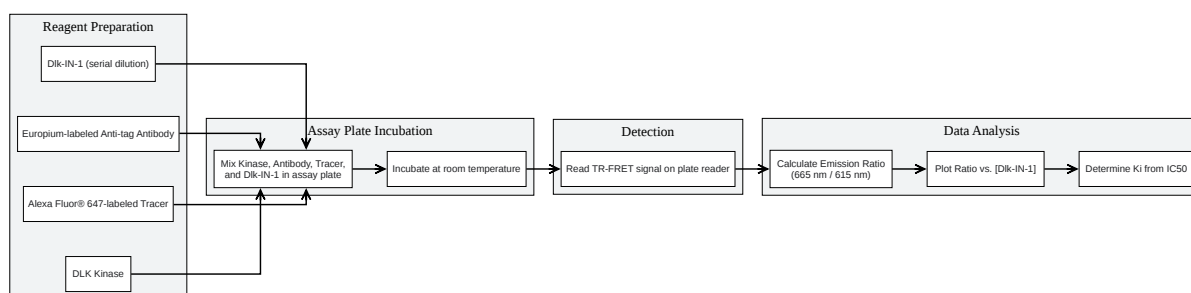 Reagent Preparation
Dlk-IN-1 (serial dilution)
Europium-labeled Anti-tag Antibody
Alexa Fluor® 647-labeled Tracer
DLK Kinase
Assay Plate Incubation
Mix Kinase, Antibody, Tracer,
and Dlk-IN-1 in assay plate
Incubate at room temperature
Detection
Read TR-FRET signal on plate reader
Data Analysis
Calculate Emission Ratio
(665 nm / 615 nm)
Plot Ratio vs. [Dlk-IN-1]
Determine Ki from IC50